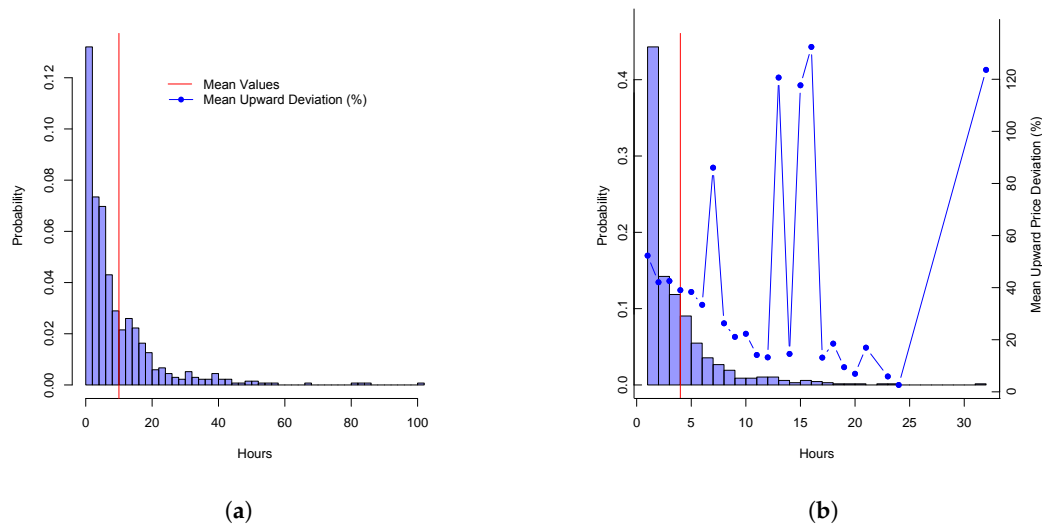 Mean Values
Mean Upward Deviation (%)
Probability
0.00 0.02 0.04 0.06 0.08 0.10 0.12
0 20 40 60 80 100
Hours
(a)
Probability
0.0 0.1 0.2 0.3 0.4
0 5 10 15 20 25 30
Hours
0 20 40 60 80 100 120
Mean Upward Price Deviation (%)
(b)